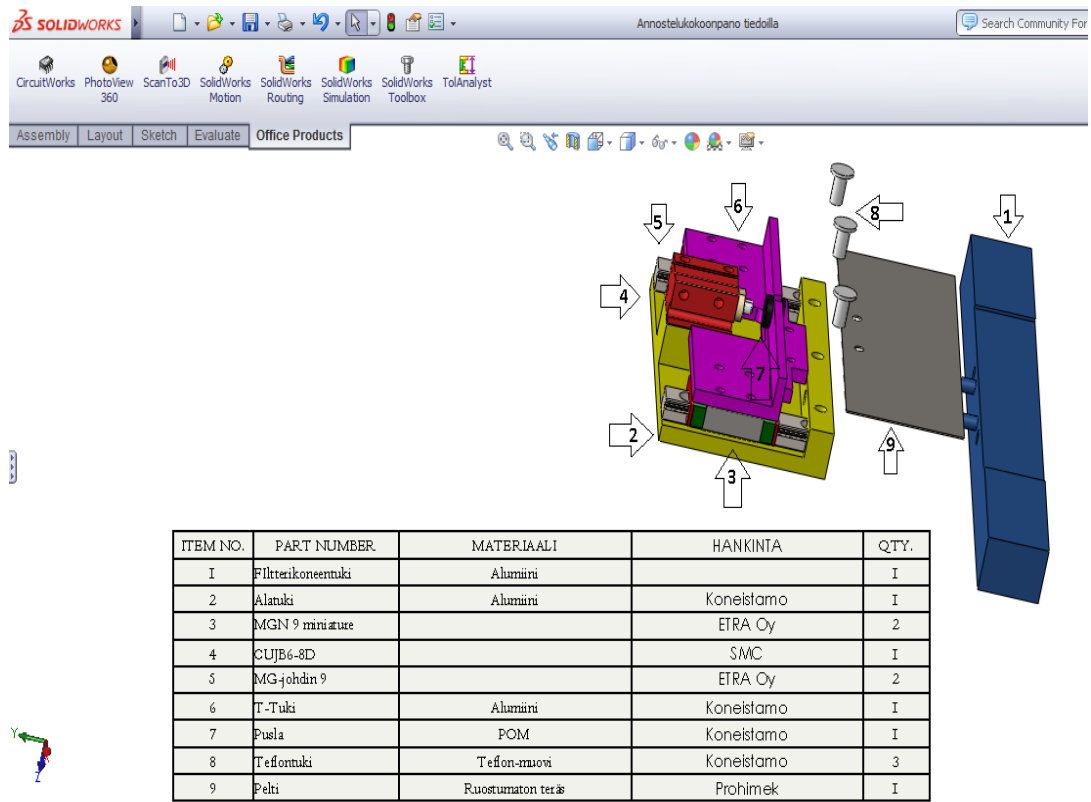 SOLIDWORKS
Annostelukokoonpano tiedoilla
Search Community For
CircuitWorks PhotoView 360 ScanTo3D SolidWorks Motion SolidWorks Routing SolidWorks Simulation SolidWorks Toolbox TolAnalyst
Assembly Layout Sketch Evaluate Office Products
6
8
5
1
4
7
2
9
3
ITEM NO. PART NUMBER MATERIAALI HANKINTA QTY.
1 FIltterikoneentuki Alumiini 1
2 Alatuki Alumiini Koneistamo 1
3 MGN 9 miniature ETRA Oy 2
4 CUJB6-8D SMC 1
5 MG-johdin 9 ETRA Oy 2
6 T-Tuki Alumiini Koneistamo 1
7 Pusla POM Koneistamo 1
8 Teflontuki Teflon-muovi Koneistamo 3
9 Pelti Ruostumaton teräs Prohimek 1
Y
Z